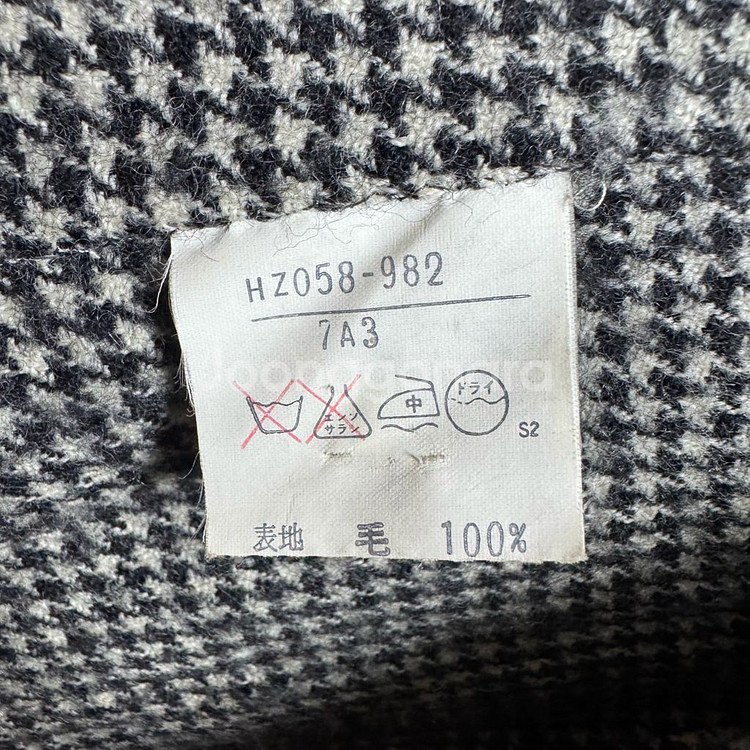 HZ058-982
7A3
エンソ
サラシ
中
ドライ
S2
表地 毛 100%